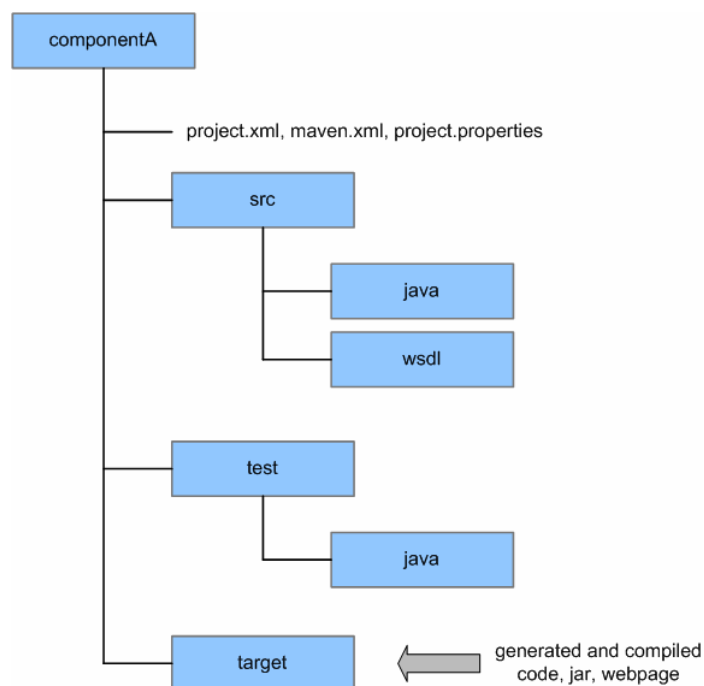 componentA
project.xml, maven.xml, project.properties
src
java
wsdl
test
java
target
generated and compiled
code, jar, webpage